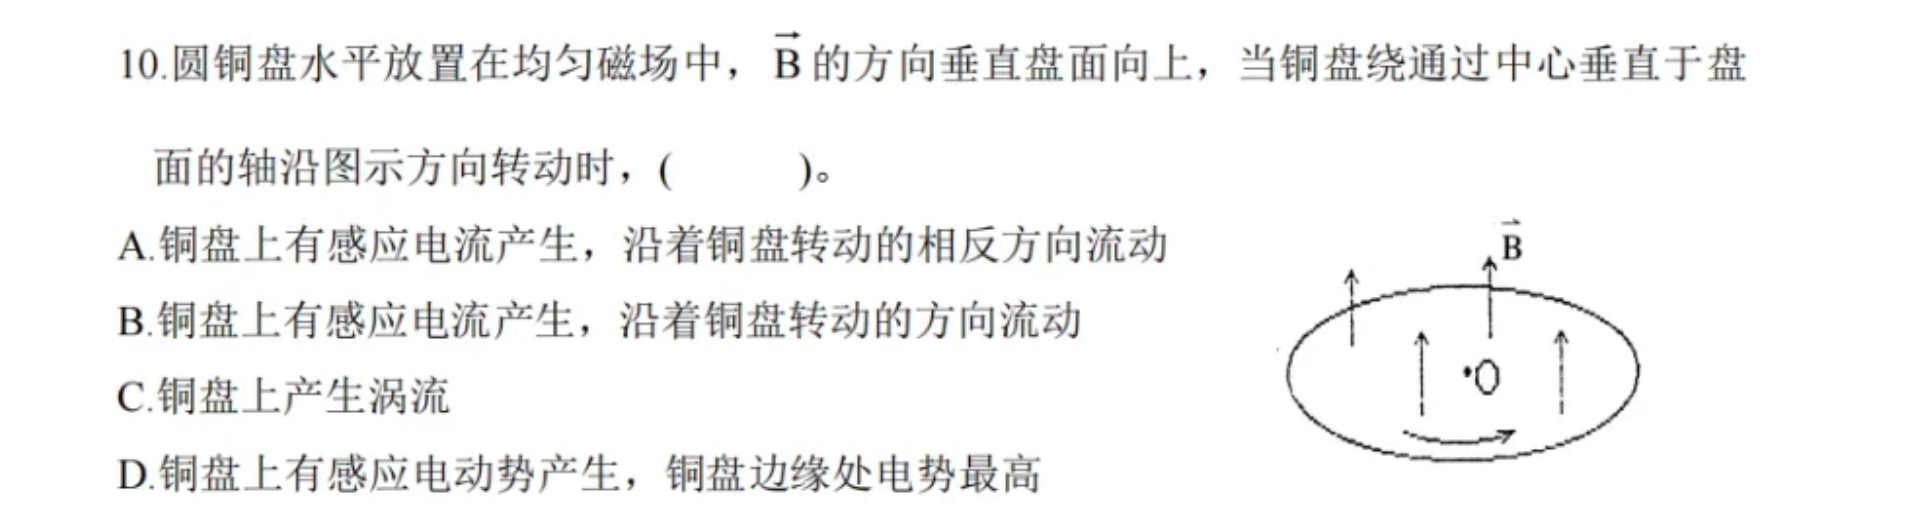 10.圆铜盘水平放置在均匀磁场中，B⃗ 的方向垂直盘面向上，当铜盘绕通过中心垂直于盘
面的轴沿图示方向转动时，(　　)。
A.铜盘上有感应电流产生，沿着铜盘转动的相反方向流动
B.铜盘上有感应电流产生，沿着铜盘转动的方向流动
C.铜盘上产生涡流
D.铜盘上有感应电动势产生，铜盘边缘处电势最高
B⃗
O